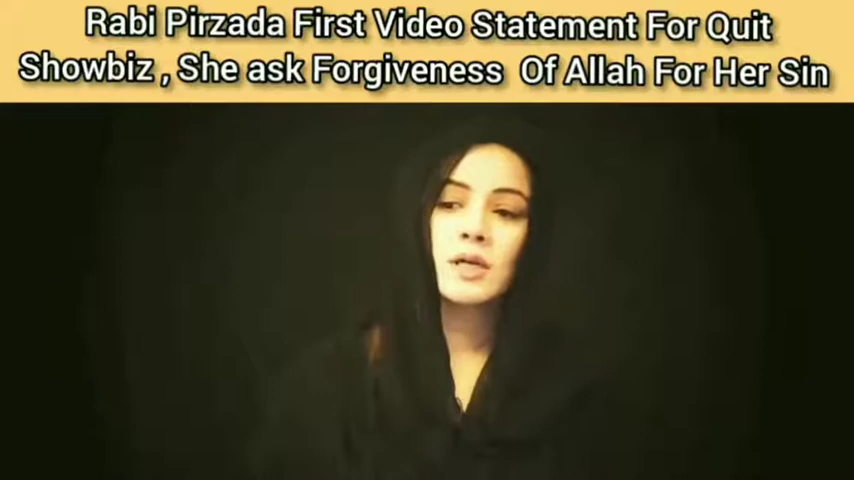 Rabi Pirzada First Video Statement For Quit
Showbiz , She ask Forgiveness Of Allah For Her Sin